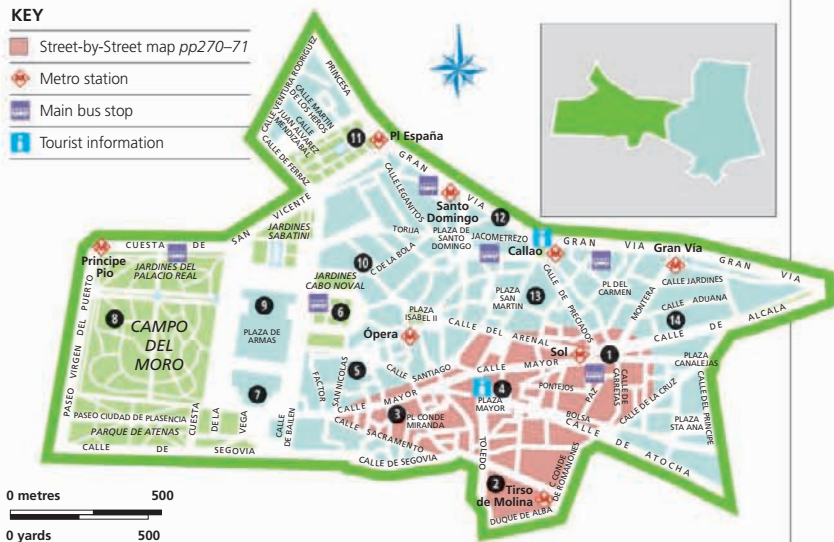 KEY
Street-by-Street map pp270–71
Metro station
Main bus stop
Tourist information
CALLE VENTURA RODRIGUEZ
PRINCESA
CALLE MARTIN
DE LOS HEROS
CALLE
JUAN ALVAREZ
MENDIZABAL
CALLE DE FERRAZ
11
Pl España
GRAN VIA
CALLE LEGANITOS
Santo
Domingo
12
TORIJA
PLAZA DE
SANTO
DOMINGO
JACOMETREZO
Callao
GRAN VIA
Gran Vía
GRAN VIA
CUESTA DE SAN VICENTE
JARDINES
SABATINI
Principe
Pio
JARDINES DEL
PALACIO REAL
10
C DE LA BOLA
JARDINES
CABO NOVAL
PLAZA
SAN
MARTIN
13
CALLE DE PRECIADOS
PL DEL
CARMEN
MONTERA
CALLE JARDINES
CALLE ADUANA
14
CALLE DE ALCALA
PASEO VIRGEN DEL PUERTO
8
CAMPO
DEL
MORO
9
PLAZA DE
ARMAS
6
PLAZA
ISABEL II
Ópera
CALLE DEL ARENAL
Sol
1
PLAZA
CANALEJAS
7
FACTOR
SAN NICOLAS
5
CALLE SANTIAGO
CALLE MAYOR
4
PLAZA
MAYOR
PONTEJOS
PAZ
CALLE DE
CARRETAS
CALLE DE LA CRUZ
CALLE DEL PRINCIPE
PLAZA
STA ANA
CALLE MAYOR
3
PL CONDE
MIRANDA
BOLSA
CALLE DE ATOCHA
PASEO CIUDAD DE PLASENCIA
PARQUE DE ATENAS
CUESTA DE LA VEGA
CALLE
DE BAILEN
CALLE SACRAMENTO
CALLE DE SEGOVIA
CALLE DE SEGOVIA
TOLEDO
2
Tirso
de Molina
C CONDE
DE ROMANONES
DUQUE DE ALBA
0 metres 500
0 yards 500